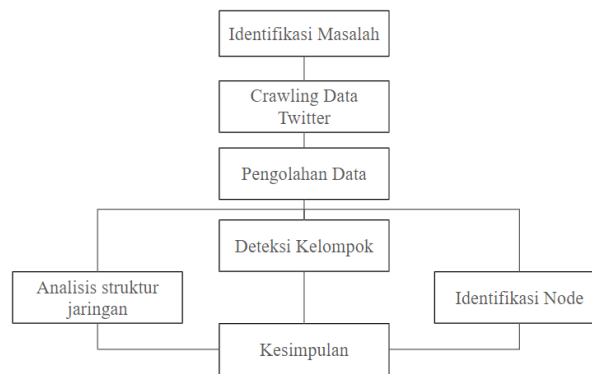 Identifikasi Masalah
Crawling Data
Twitter
Pengolahan Data
Deteksi Kelompok
Analisis struktur
jaringan
Identifikasi Node
Kesimpulan